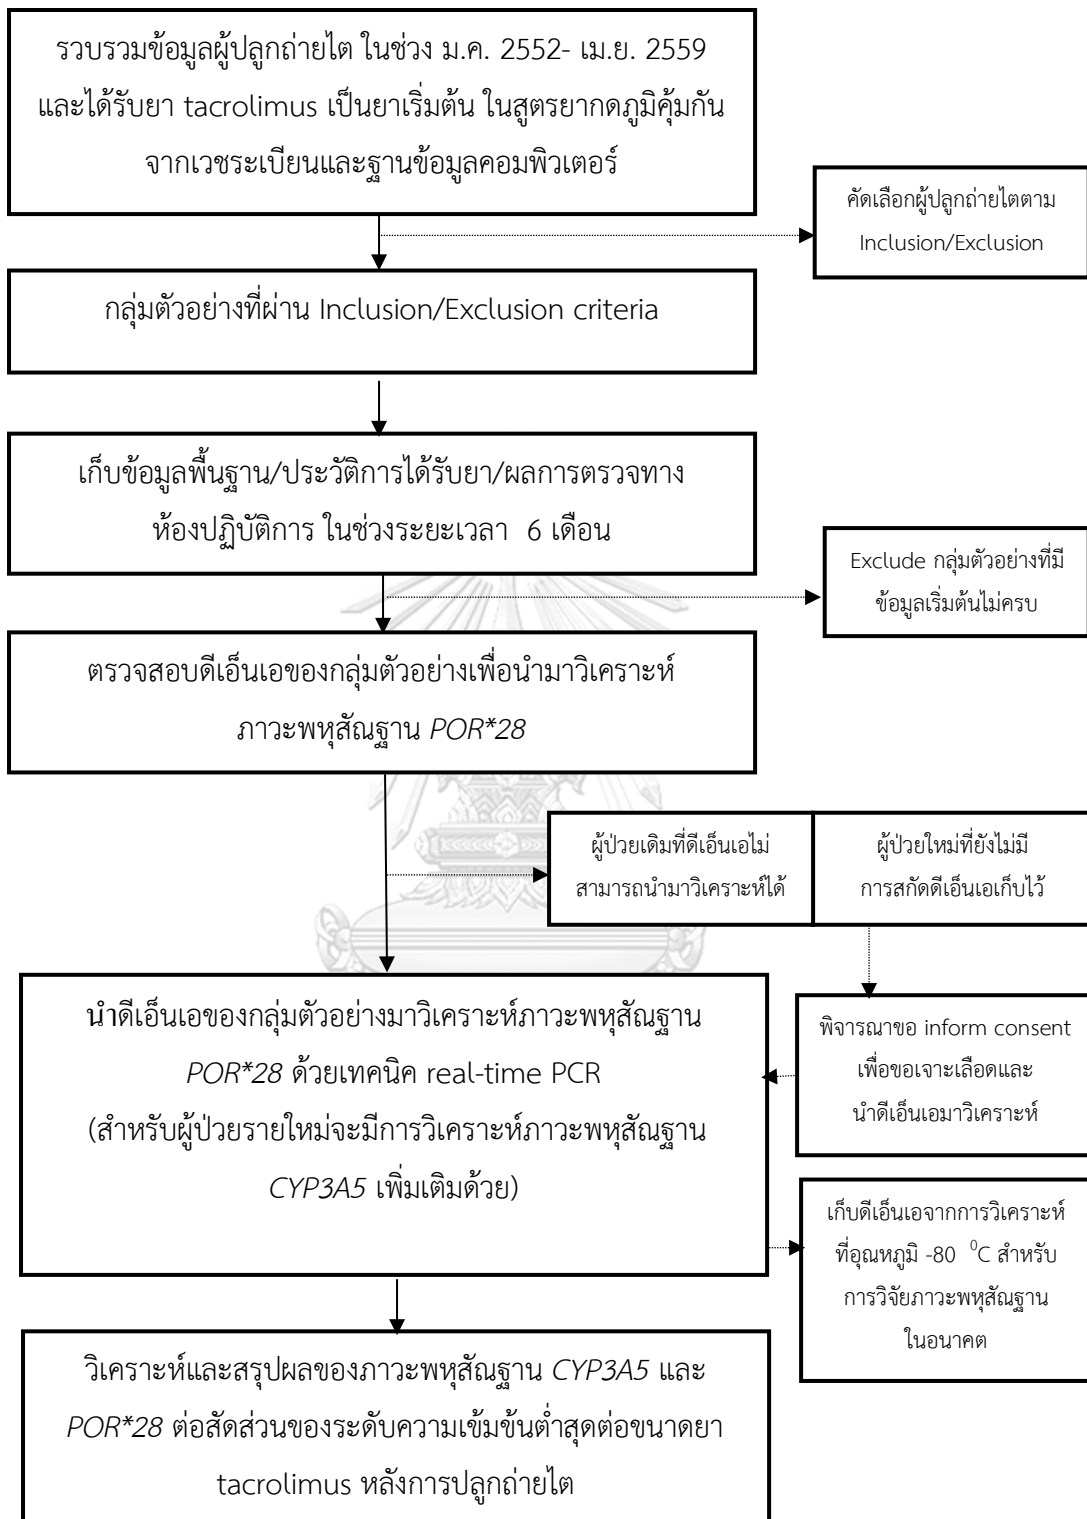 รวบรวมข้อมูลผู้ปลูกถ่ายไต ในช่วง ม.ค. 2552- เม.ย. 2559
และได้รับยา tacrolimus เป็นยาเริ่มต้น ในสูตรยากดภูมิคุ้มกัน
จากเวชระเบียนและฐานข้อมูลคอมพิวเตอร์
คัดเลือกผู้ปลูกถ่ายไตตาม
Inclusion/Exclusion
กลุ่มตัวอย่างที่ผ่าน Inclusion/Exclusion criteria
เก็บข้อมูลพื้นฐาน/ประวัติการได้รับยา/ผลการตรวจทาง
ห้องปฏิบัติการ ในช่วงระยะเวลา 6 เดือน
Exclude กลุ่มตัวอย่างที่มี
ข้อมูลเริ่มต้นไม่ครบ
ตรวจสอบดีเอ็นเอของกลุ่มตัวอย่างเพื่อนำมาวิเคราะห์
ภาวะพหุสัณฐาน POR*28
ผู้ป่วยเดิมที่ดีเอ็นเอไม่
สามารถนำมาวิเคราะห์ได้
ผู้ป่วยใหม่ที่ยังไม่มี
การสกัดดีเอ็นเอเก็บไว้
นำดีเอ็นเอของกลุ่มตัวอย่างมาวิเคราะห์ภาวะพหุสัณฐาน
POR*28 ด้วยเทคนิค real-time PCR
(สำหรับผู้ป่วยรายใหม่จะมีการวิเคราะห์ภาวะพหุสัณฐาน
CYP3A5 เพิ่มเติมด้วย)
พิจารณาขอ inform consent
เพื่อขอเจาะเลือดและ
นำดีเอ็นเอมาวิเคราะห์
เก็บดีเอ็นเอจากการวิเคราะห์
ที่อุณหภูมิ -80 ⁰C สำหรับ
การวิจัยภาวะพหุสัณฐาน
ในอนาคต
วิเคราะห์และสรุปผลของภาวะพหุสัณฐาน CYP3A5 และ
POR*28 ต่อสัดส่วนของระดับความเข้มข้นต่ำสุดต่อขนาดยา
tacrolimus หลังการปลูกถ่ายไต